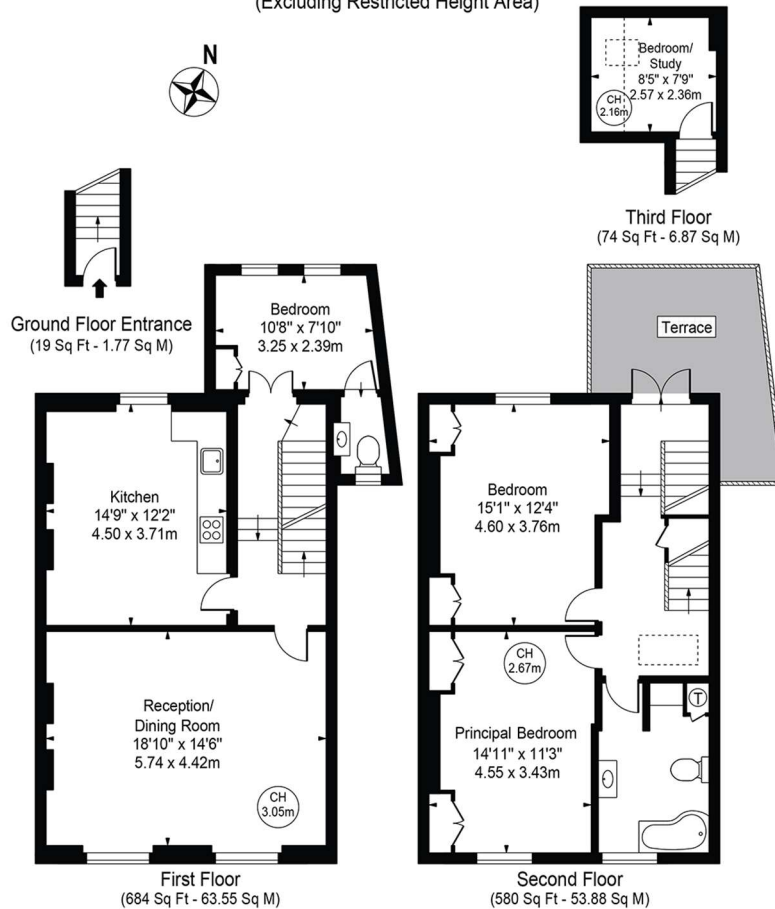 (Excluding Restricted Height Area)
N
Bedroom/
Study
8'5" x 7'9"
2.57 x 2.36m
CH
2.16m
Third Floor
(74 Sq Ft - 6.87 Sq M)
Ground Floor Entrance
(19 Sq Ft - 1.77 Sq M)
Bedroom
10'8" x 7'10"
3.25 x 2.39m
Terrace
Kitchen
14'9" x 12'2"
4.50 x 3.71m
Bedroom
15'1" x 12'4"
4.60 x 3.76m
Reception/
Dining Room
18'10" x 14'6"
5.74 x 4.42m
CH
3.05m
CH
2.67m
Principal Bedroom
14'11" x 11'3"
4.55 x 3.43m
T
First Floor
(684 Sq Ft - 63.55 Sq M)
Second Floor
(580 Sq Ft - 53.88 Sq M)